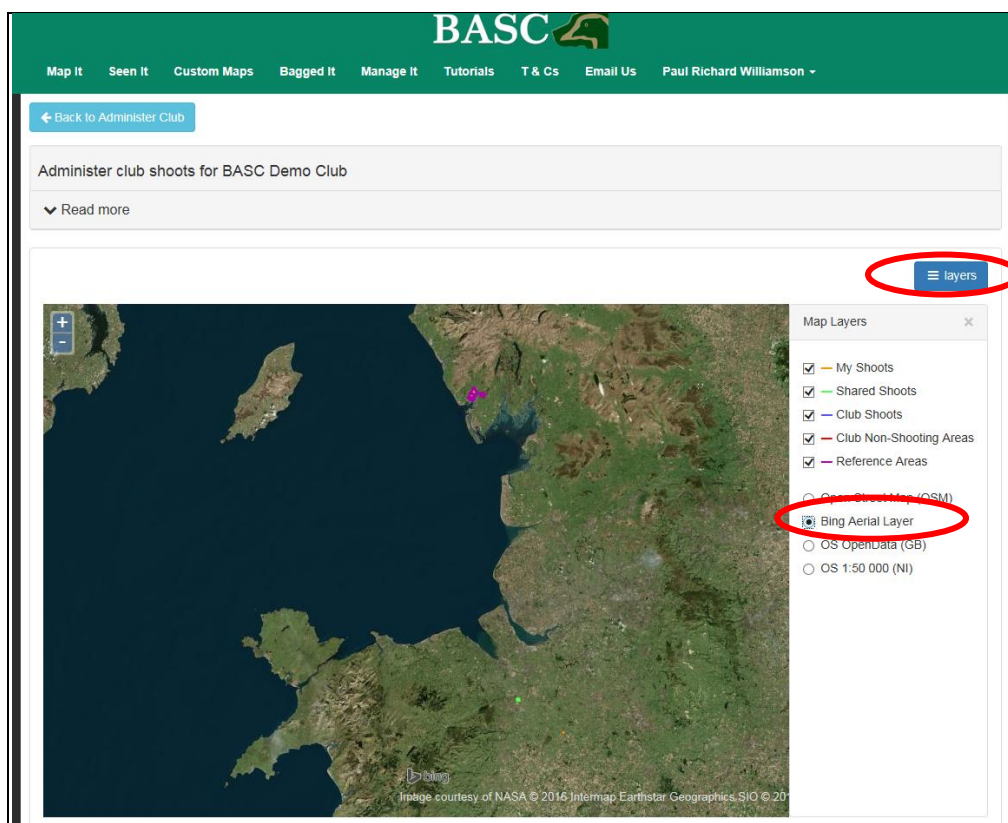 BASC
Map It Seen It Custom Maps Bagged It Manage It Tutorials T & Cs Email Us Paul Richard Williamson
Back to Administer Club
Administer club shoots for BASC Demo Club
Read more
layers
+
-
Map Layers ×
My Shoots
Shared Shoots
Club Shoots
Club Non-Shooting Areas
Reference Areas
Open Street Map (OSM)
Bing Aerial Layer
OS OpenData (GB)
OS 1:50 000 (NI)
bing
Image courtesy of NASA © 2016 Intermap Earthstar Geographics SIO © 201